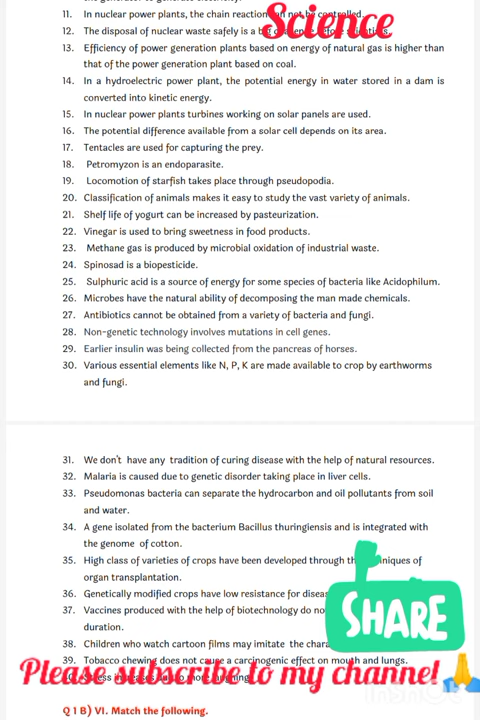 Science
11. In nuclear power plants, the chain reaction can not be controlled.
12. The disposal of nuclear waste safely is a big challenge before scientists.
13. Efficiency of power generation plants based on energy of natural gas is higher than
that of the power generation plant based on coal.
14. In a hydroelectric power plant, the potential energy in water stored in a dam is
converted into kinetic energy.
15. In nuclear power plants turbines working on solar panels are used.
16. The potential difference available from a solar cell depends on its area.
17. Tentacles are used for capturing the prey.
18. Petromyzon is an endoparasite.
19. Locomotion of starfish takes place through pseudopodia.
20. Classification of animals makes it easy to study the vast variety of animals.
21. Shelf life of yogurt can be increased by pasteurization.
22. Vinegar is used to bring sweetness in food products.
23. Methane gas is produced by microbial oxidation of industrial waste.
24. Spinosad is a biopesticide.
25. Sulphuric acid is a source of energy for some species of bacteria like Acidophilum.
26. Microbes have the natural ability of decomposing the man made chemicals.
27. Antibiotics cannot be obtained from a variety of bacteria and fungi.
28. Non-genetic technology involves mutations in cell genes.
29. Earlier insulin was being collected from the pancreas of horses.
30. Various essential elements like N, P, K are made available to crop by earthworms
and fungi.
31. We don't have any tradition of curing disease with the help of natural resources.
32. Malaria is caused due to genetic disorder taking place in liver cells.
33. Pseudomonas bacteria can separate the hydrocarbon and oil pollutants from soil
and water.
34. A gene isolated from the bacterium Bacillus thuringiensis and is integrated with
the genome of cotton.
35. High class of varieties of crops have been developed through of
organ transplantation.
36. Genetically modified crops have low resistance for
37. Vaccines produced with the help of biotechnology do
duration.
SHARE
38. Children who watch cartoon films may imitate the
39. Tobacco chewing does not cause a carcinogenic effect on mouth and lungs.
Please subscribe to my channel 🙏
Q 1 B) VI. Match the following.